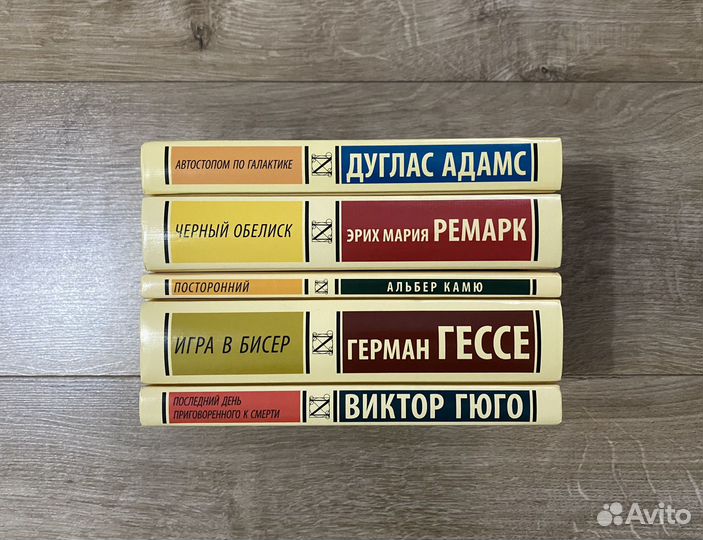 АВТОСТОПОМ ПО ГАЛАКТИКЕ ДУГЛАС АДАМС
ЧЕРНЫЙ ОБЕЛИСК ЭРИХ МАРИЯ РЕМАРК
ПОСТОРОННИЙ АЛЬБЕР КАМЮ
ИГРА В БИСЕР ГЕРМАН ГЕССЕ
ПОСЛЕДНИЙ ДЕНЬ
ПРИГОВОРЕННОГО К СМЕРТИ
ВИКТОР ГЮГО
Avito